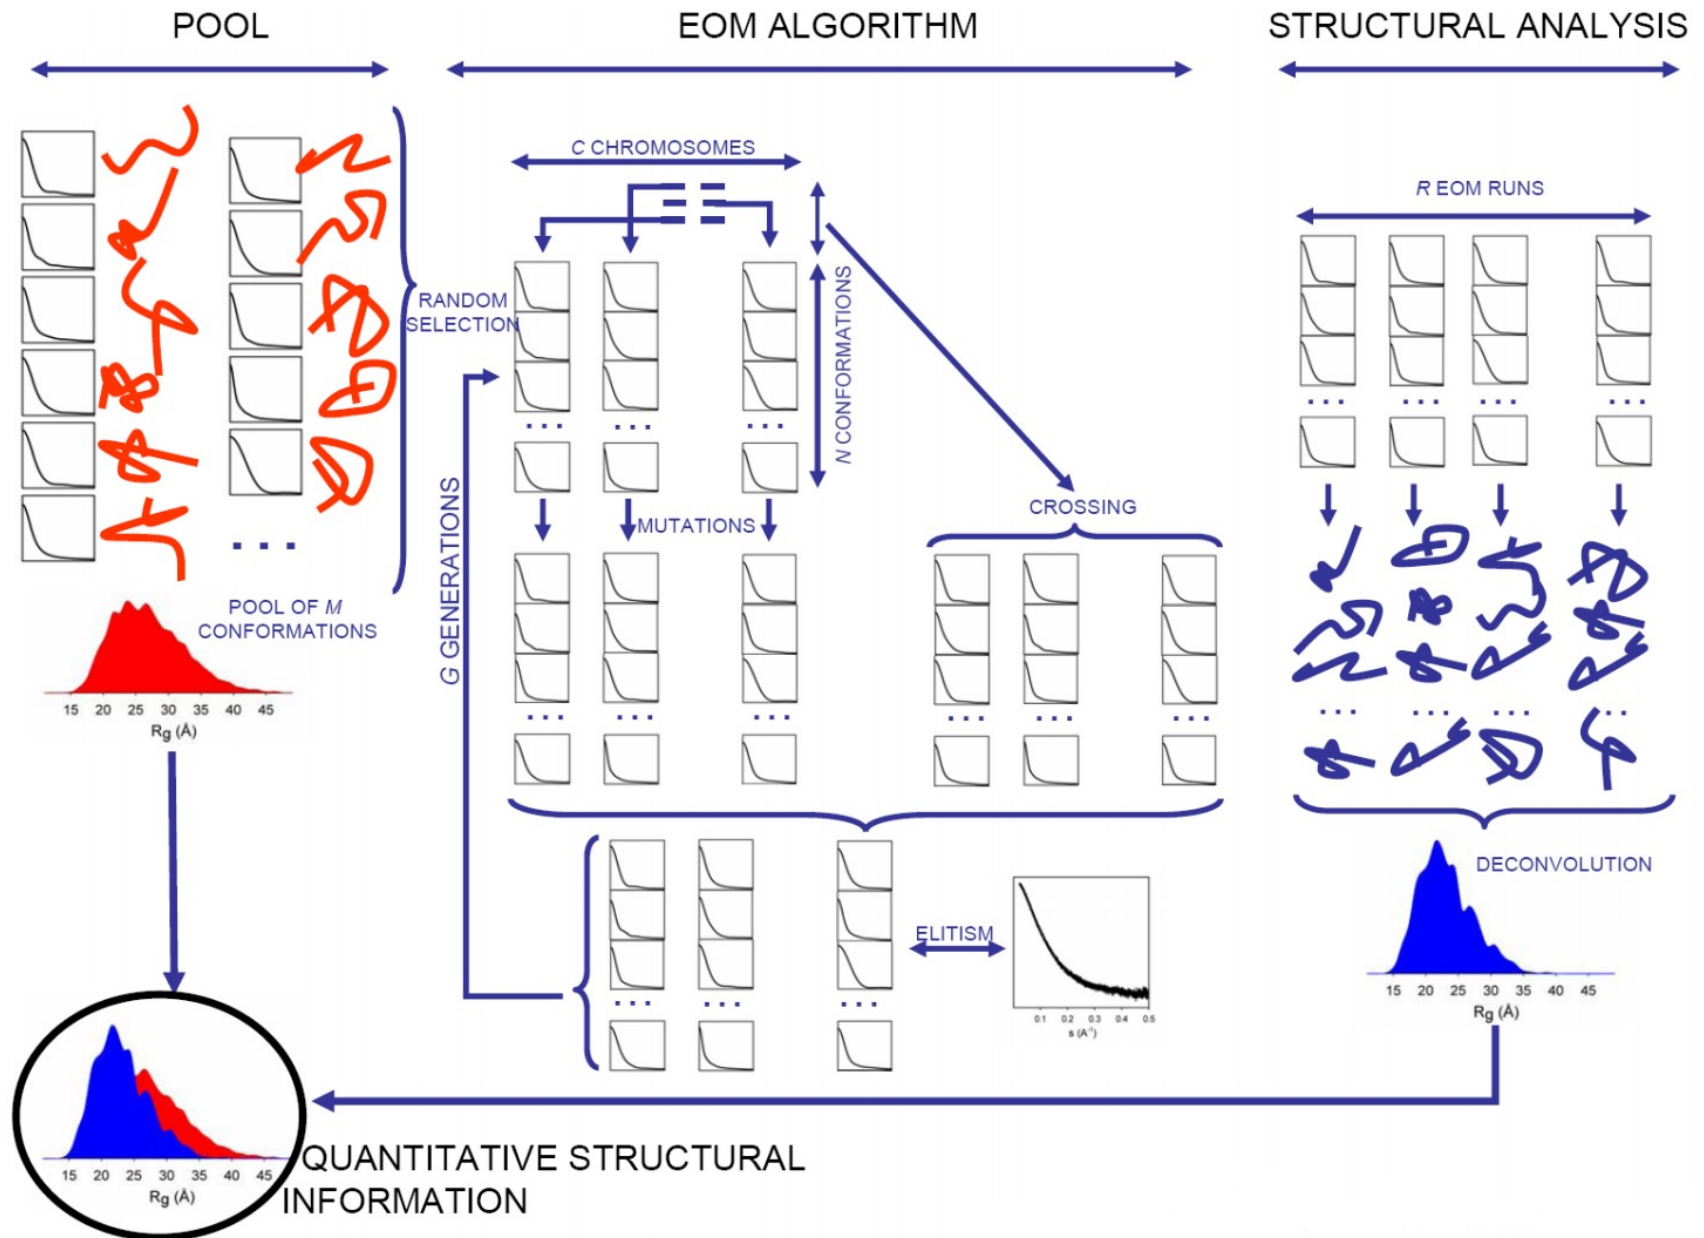 POOL
EOM ALGORITHM
STRUCTURAL ANALYSIS
C CHROMOSOMES
R EOM RUNS
RANDOM
SELECTION
N CONFORMATIONS
MUTATIONS
CROSSING
G GENERATIONS
. . .
POOL OF M
CONFORMATIONS
15 20 25 30 35 40 45
Rg (Å)
ELITISM
0.1 0.2 0.3 0.4 0.5
s (A⁻¹)
DECONVOLUTION
15 20 25 30 35 40 45
Rg (Å)
15 20 25 30 35 40 45
Rg (Å)
QUANTITATIVE STRUCTURAL
INFORMATION